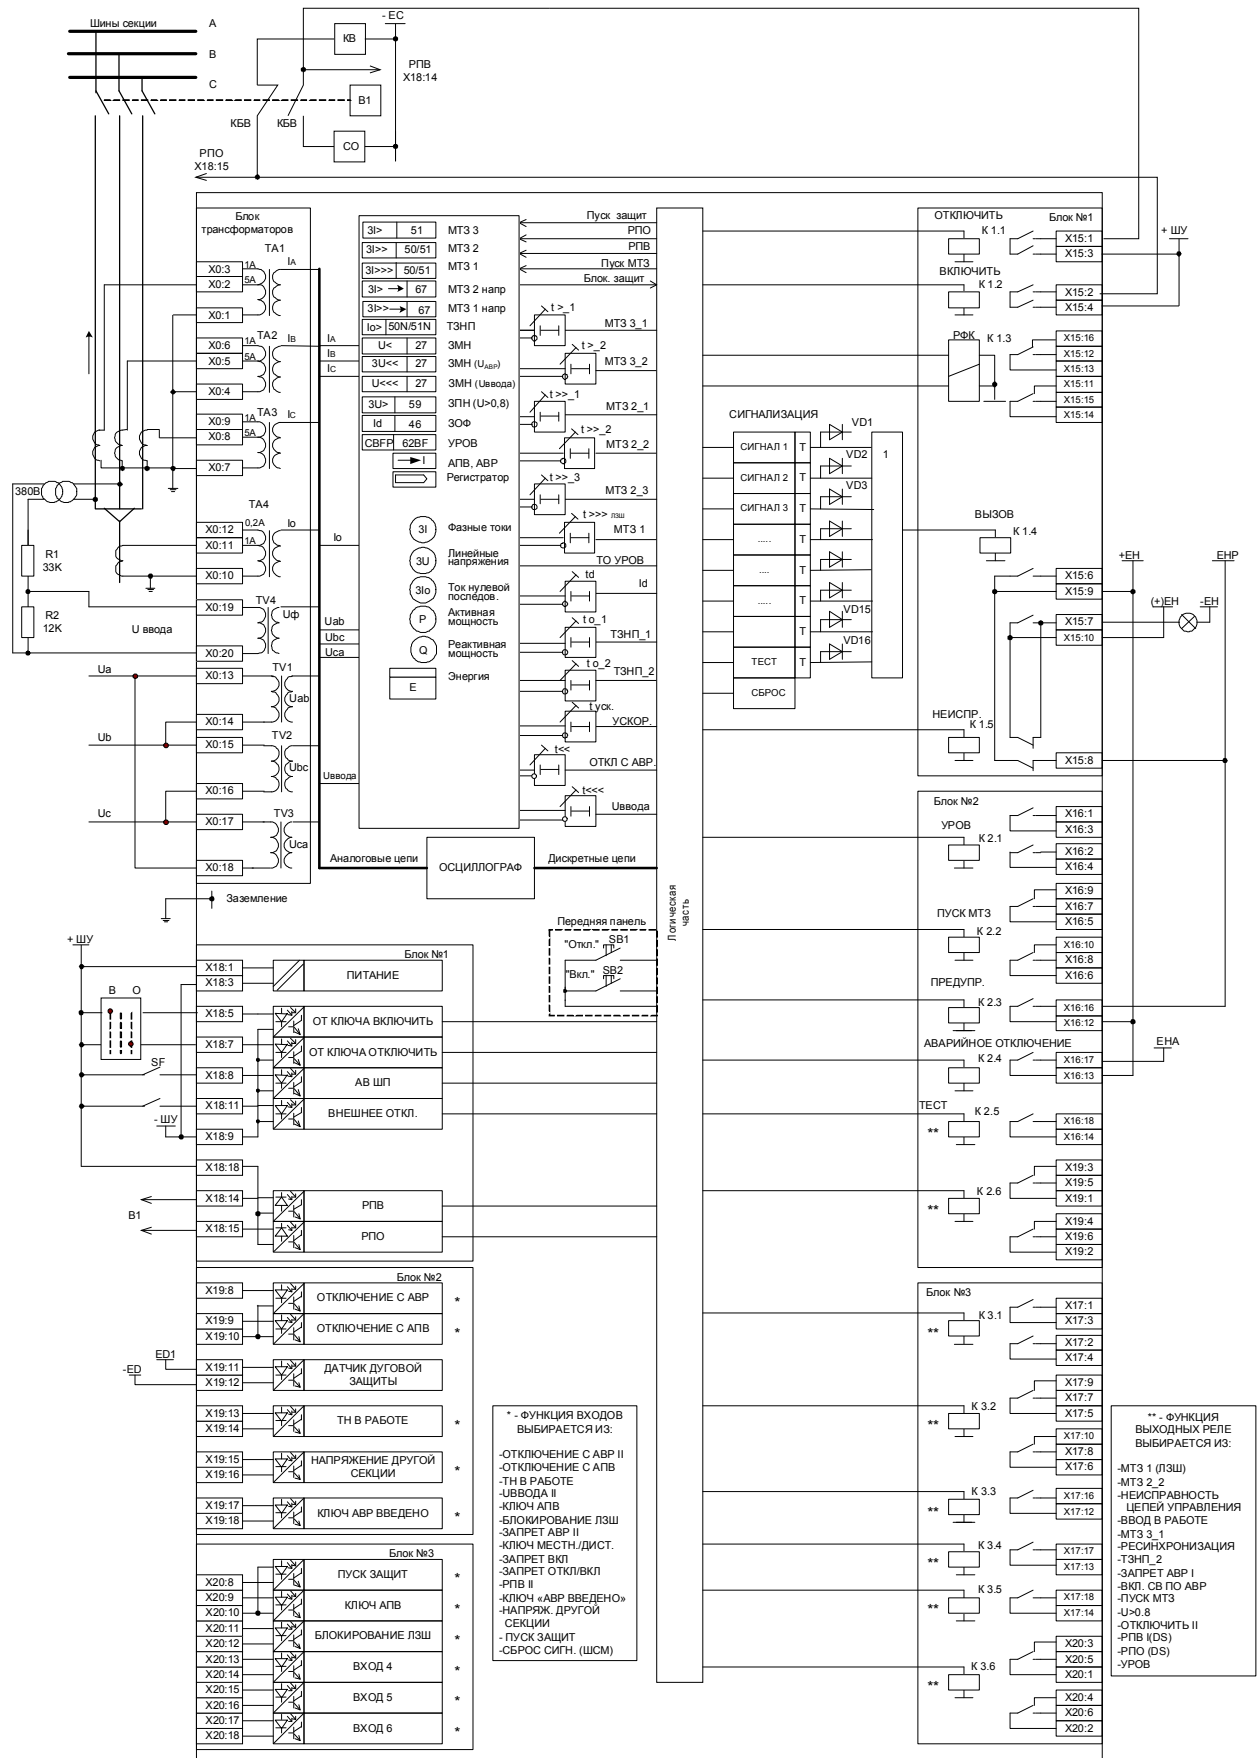 Шины секции
A
B
C
- ЕС
КВ
РПВ
X18:14
В1
КБВ
КБВ
СО
РПО
X18:15
Блок
трансформаторов
TA1
X0:3
1A
IA
X0:2
5A
X0:1
X0:6
1A
TA2
IB
X0:5
5A
X0:4
X0:9
1A
TA3
Ic
X0:8
5A
X0:7
380В
TA4
X0:12
0,2A
Io
X0:11
1A
X0:10
R1
33K
R2
12K
X0:19
TV4
Uф
U ввода
X0:20
Ua
X0:13
TV1
Uab
X0:14
Ub
X0:15
TV2
Ubc
X0:16
Uc
X0:17
TV3
Uca
X0:18
Заземление
IA
IB
IC
Io
Uab
Ubc
Uca
Uввода
3I>
51
МТЗ 3
3I>>
50/51
МТЗ 2
3I>>>
50/51
МТЗ 1
3I>
67
МТЗ 2 напр
3I>>
67
МТЗ 1 напр
Io>
50N/51N
ТЗНП
U<
27
ЗМН
3U<<
27
ЗМН (UАВР)
U<<<
27
ЗМН (Uввода)
3U>
59
ЗПН (U>0,8)
Id
46
ЗОФ
CBFP
62BF
УРОВ
I
АПВ, АВР
Регистратор
3I
Фазные токи
3U
Линейные
напряжения
3Io
Ток нулевой
последов.
P
Активная
мощность
Q
Реактивная
мощность
E
Энергия
Аналоговые цепи
ОСЦИЛЛОГРАФ
Дискретные цепи
Пуск защит
РПО
РПВ
Пуск МТЗ
Блок. защит
t >_1
МТЗ 3_1
t >_2
МТЗ 3_2
t >>_1
МТЗ 2_1
t >>_2
МТЗ 2_2
t >>_3
МТЗ 2_3
t >>> лзш
МТЗ 1
ТО УРОВ
td
Id
t o_1
ТЗНП_1
t o_2
ТЗНП_2
t уск.
УСКОР.
t<<
ОТКЛ С АВР.
t<<<
Uввода
Логическая
часть
Передняя панель
"Откл."
SB1
"Вкл."
SB2
СИГНАЛИЗАЦИЯ
СИГНАЛ 1
T
VD1
1
СИГНАЛ 2
T
VD2
СИГНАЛ 3
T
VD3
.....
T
....
T
.....
T
T
VD15
ТЕСТ
T
VD16
СБРОС
ОТКЛЮЧИТЬ
Блок №1
К 1.1
X15:1
X15:3
+ ШУ
ВКЛЮЧИТЬ
К 1.2
X15:2
X15:4
РФК
К 1.3
X15:16
X15:12
X15:13
X15:11
X15:15
X15:14
ВЫЗОВ
К 1.4
+ЕН
ЕНР
X15:6
X15:9
(+)ЕН
-ЕН
X15:7
X15:10
НЕИСПР.
К 1.5
X15:8
Блок №2
УРОВ
К 2.1
X16:1
X16:3
X16:2
X16:4
ПУСК МТЗ
К 2.2
X16:9
X16:7
X16:5
X16:10
X16:8
X16:6
ПРЕДУПР.
К 2.3
X16:16
X16:12
АВАРИЙНОЕ ОТКЛЮЧЕНИЕ
К 2.4
X16:17
X16:13
ЕНА
ТЕСТ
**
К 2.5
X16:18
X16:14
**
К 2.6
X19:3
X19:5
X19:1
X19:4
X19:6
X19:2
Блок №3
**
К 3.1
X17:1
X17:3
X17:2
X17:4
**
К 3.2
X17:9
X17:7
X17:5
X17:10
X17:8
X17:6
**
К 3.3
X17:16
X17:12
**
К 3.4
X17:17
X17:13
**
К 3.5
X17:18
X17:14
**
К 3.6
X20:3
X20:5
X20:1
X20:4
X20:6
X20:2
+ ШУ
Блок №1
X18:1
X18:3
ПИТАНИЕ
В О
X18:5
ОТ КЛЮЧА ВКЛЮЧИТЬ
X18:7
ОТ КЛЮЧА ОТКЛЮЧИТЬ
SF
X18:8
АВ ШП
X18:11
ВНЕШНЕЕ ОТКЛ.
- ШУ
X18:9
X18:18
X18:14
РПВ
В1
X18:15
РПО
Блок №2
X19:8
ОТКЛЮЧЕНИЕ С АВР
*
X19:9
X19:10
ОТКЛЮЧЕНИЕ С АПВ
*
ED1
-ED
X19:11
X19:12
ДАТЧИК ДУГОВОЙ
ЗАЩИТЫ
X19:13
X19:14
ТН В РАБОТЕ
*
X19:15
X19:16
НАПРЯЖЕНИЕ ДРУГОЙ
СЕКЦИИ
*
X19:17
X19:18
КЛЮЧ АВР ВВЕДЕНО
*
Блок №3
X20:8
ПУСК ЗАЩИТ
*
X20:9
X20:10
КЛЮЧ АПВ
*
X20:11
X20:12
БЛОКИРОВАНИЕ ЛЗШ
*
X20:13
X20:14
ВХОД 4
*
X20:15
X20:16
ВХОД 5
*
X20:17
X20:18
ВХОД 6
*
* - ФУНКЦИЯ ВХОДОВ
ВЫБИРАЕТСЯ ИЗ:
-ОТКЛЮЧЕНИЕ С АВР II
-ОТКЛЮЧЕНИЕ С АПВ
-ТН В РАБОТЕ
-UВВОДА II
-КЛЮЧ АПВ
-БЛОКИРОВАНИЕ ЛЗШ
-ЗАПРЕТ АВР II
-КЛЮЧ МЕСТН./ДИСТ.
-ЗАПРЕТ ВКЛ
-ЗАПРЕТ ОТКЛ/ВКЛ
-РПВ II
-КЛЮЧ «АВР ВВЕДЕНО»
-НАПРЯЖ. ДРУГОЙ
СЕКЦИИ
- ПУСК ЗАЩИТ
-СБРОС СИГН. (ШСМ)
** - ФУНКЦИЯ
ВЫХОДНЫХ РЕЛЕ
ВЫБИРАЕТСЯ ИЗ:
-МТЗ 1 (ЛЗШ)
-МТЗ 2_2
-НЕИСПРАВНОСТЬ
ЦЕПЕЙ УПРАВЛЕНИЯ
-ВВОД В РАБОТЕ
-МТЗ 3_1
-РЕСИНХРОНИЗАЦИЯ
-ТЗНП_2
-ЗАПРЕТ АВР I
-ВКЛ. СВ ПО АВР
-ПУСК МТЗ
-U>0.8
-ОТКЛЮЧИТЬ II
-РПВ I(DS)
-РПО (DS)
-УРОВ